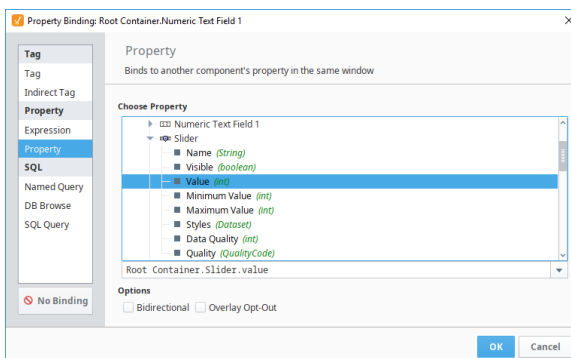 Property Binding: Root Container.Numeric Text Field 1
Tag
Tag
Indirect Tag
Property
Expression
Property
SQL
Named Query
DB Browse
SQL Query
No Binding
Property
Binds to another component's property in the same window
Choose Property
Numeric Text Field 1
Slider
Name (String)
Visible (boolean)
Value (int)
Minimum Value (int)
Maximum Value (int)
Styles (Dataset)
Data Quality (int)
Quality (QualityCode)
Root Container.Slider.value
Options
Bidirectional Overlay Opt-Out
OK Cancel